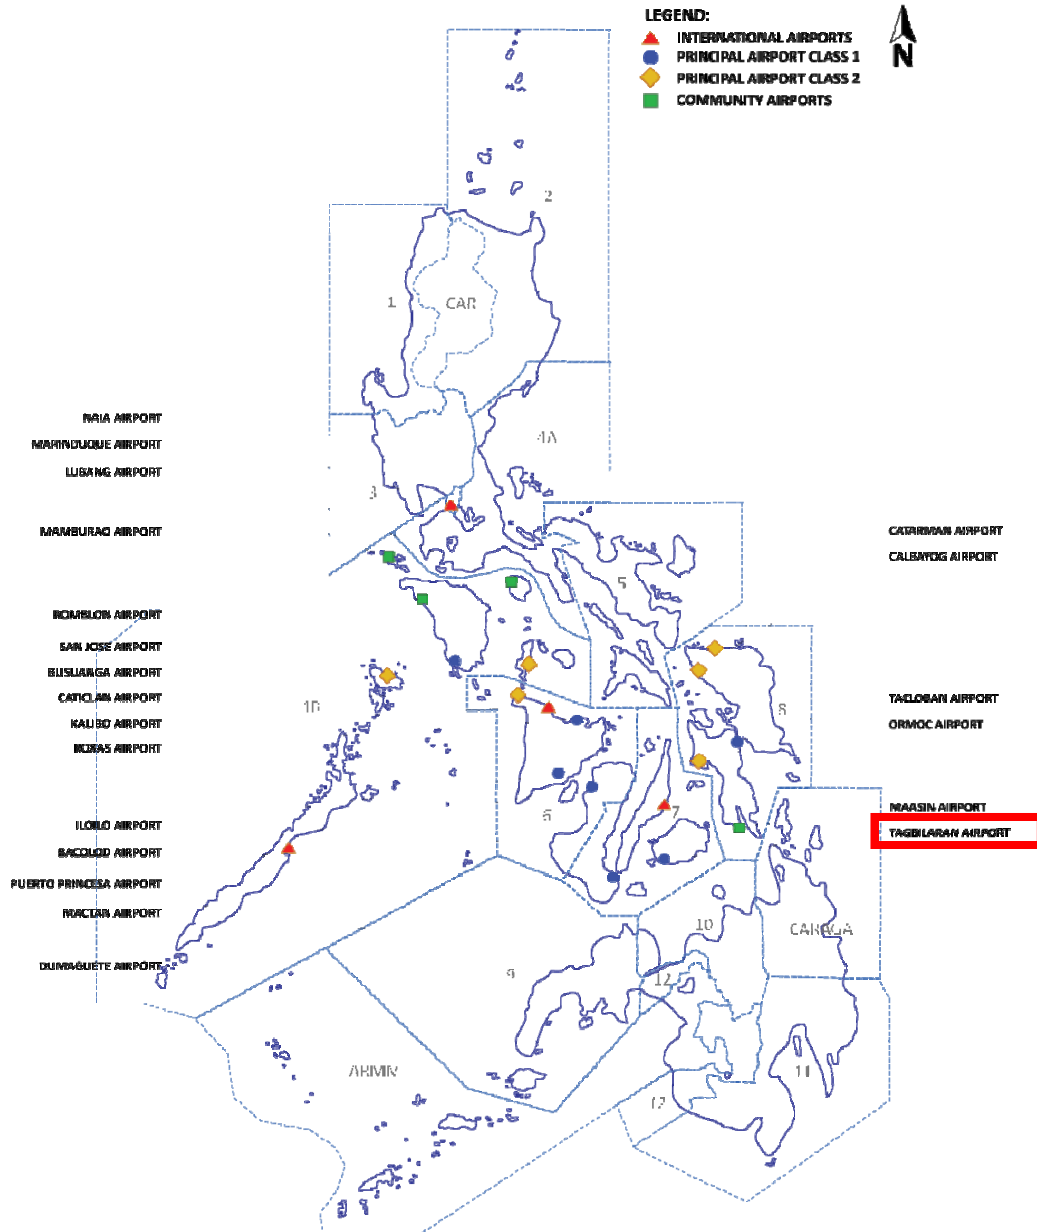 LEGEND:
INTERNATIONAL AIRPORTS
PRINCIPAL AIRPORT CLASS 1
PRINCIPAL AIRPORT CLASS 2
COMMUNITY AIRPORTS
N
2
1
CAR
4A
3
5
1B
8
6
7
10
CARAGA
9
12
11
ARMM
12
NAIA AIRPORT
MARINDUQUE AIRPORT
LUBANG AIRPORT
MAMBURAO AIRPORT
ROMBLON AIRPORT
SAN JOSE AIRPORT
BUSUANGA AIRPORT
CATICLAN AIRPORT
KALIBO AIRPORT
ROXAS AIRPORT
ILOILO AIRPORT
BACOLOD AIRPORT
PUERTO PRINCESA AIRPORT
MACTAN AIRPORT
DUMAGUETE AIRPORT
CATARMAN AIRPORT
CALBAYOG AIRPORT
TACLOBAN AIRPORT
ORMOC AIRPORT
MAASIN AIRPORT
TAGBILARAN AIRPORT